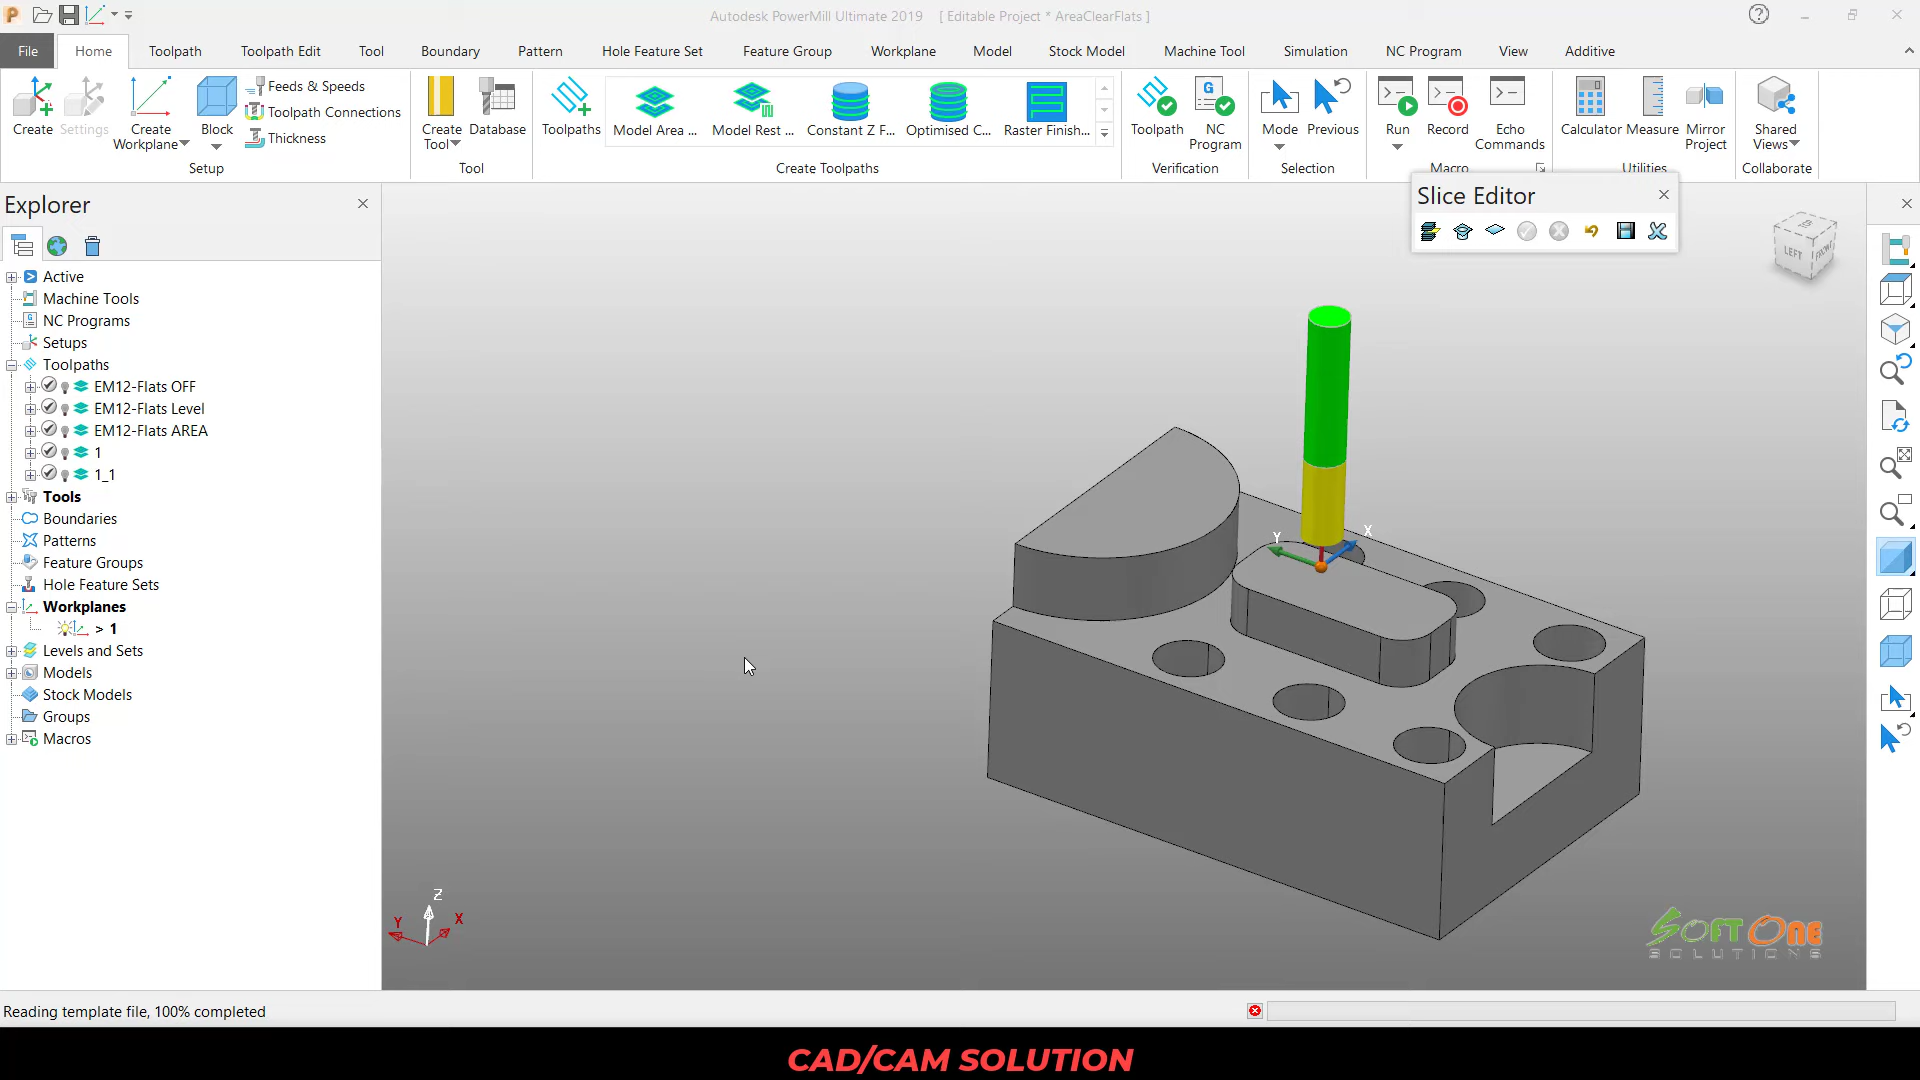 Autodesk PowerMill Ultimate 2019 [ Editable Project * AreaClearFlats ]
File Home Toolpath Toolpath Edit Tool Boundary Pattern Hole Feature Set Feature Group Workplane Model Stock Model Machine Tool Simulation NC Program View Additive
Create Settings Create Workplane Block
Feeds & Speeds
Toolpath Connections
Thickness
Create Tool Database
Toolpaths Model Area ... Model Rest ... Constant Z F... Optimised C... Raster Finish...
Toolpath NC Program
Mode Previous
Run Record Echo Commands
Calculator Measure Mirror Project
Shared Views
Setup Tool Create Toolpaths Verification Selection Macro Utilities Collaborate
Explorer
Slice Editor
Active
Machine Tools
NC Programs
Setups
Toolpaths
EM12-Flats OFF
EM12-Flats Level
EM12-Flats AREA
1
1_1
Tools
Boundaries
Patterns
Feature Groups
Hole Feature Sets
Workplanes
> 1
Levels and Sets
Models
Stock Models
Groups
Macros
LEFT FRONT
Y X
Z
Y X
SOFTONE
SOLUTIONS
Reading template file, 100% completed
CAD/CAM SOLUTION